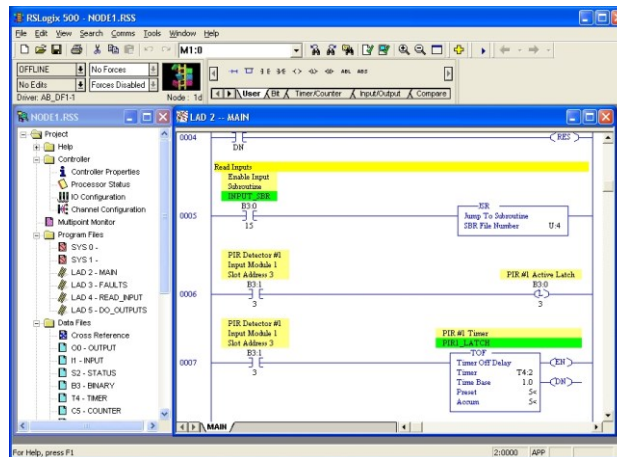 RSLogix 500 - NODE1.RSS
File Edit View Search Comms Tools Window Help
M1:0
OFFLINE No Forces
No Edits Forces Disabled
Driver: AB_DF1-1 Node: 1d
User Bit Timer/Counter Input/Output Compare
NODE1.RSS
Project
Help
Controller
Controller Properties
Processor Status
IO Configuration
Channel Configuration
Multipoint Monitor
Program Files
SYS 0 -
SYS 1 -
LAD 2 - MAIN
LAD 3 - FAULTS
LAD 4 - READ_INPUT
LAD 5 - DO_OUTPUTS
Data Files
Cross Reference
O0 - OUTPUT
I1 - INPUT
S2 - STATUS
B3 - BINARY
T4 - TIMER
C5 - COUNTER
LAD 2 -- MAIN
0004
DN
RES
Read Inputs
Enable Input
Subroutine
INPUT_SBR
B3:0
0005
15
JSR
Jump To Subroutine
SBR File Number U:4
PIR Detector #1
Input Module 1
Slot Address 3
B3:1
0006
3
PIR #1 Active Latch
B3:0
L
3
PIR Detector #1
Input Module 1
Slot Address 3
B3:1
0007
3
PIR #1 Timer
PIR1_LATCH
TOF
Timer Off Delay
Timer T4:2
Time Base 1.0
Preset 5<
Accum 5<
EN
DN
MAIN
For Help, press F1
2:0000 APP